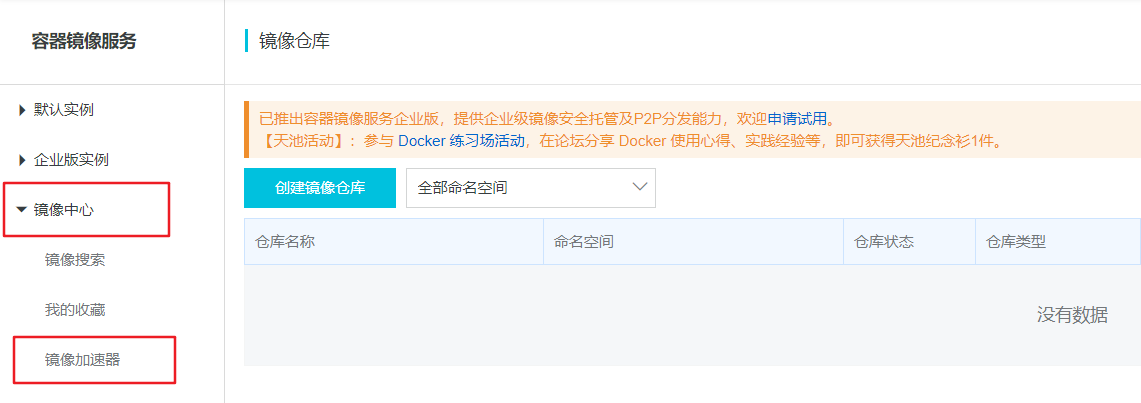 容器镜像服务
默认实例
企业版实例
镜像中心
镜像搜索
我的收藏
镜像加速器
镜像仓库
已推出容器镜像服务企业版，提供企业级镜像安全托管及P2P分发能力，欢迎申请试用。
【天池活动】：参与 Docker 练习场活动，在论坛分享 Docker 使用心得、实践经验等，即可获得天池纪念衫1件。
创建镜像仓库 全部命名空间
仓库名称 命名空间 仓库状态 仓库类型
没有数据